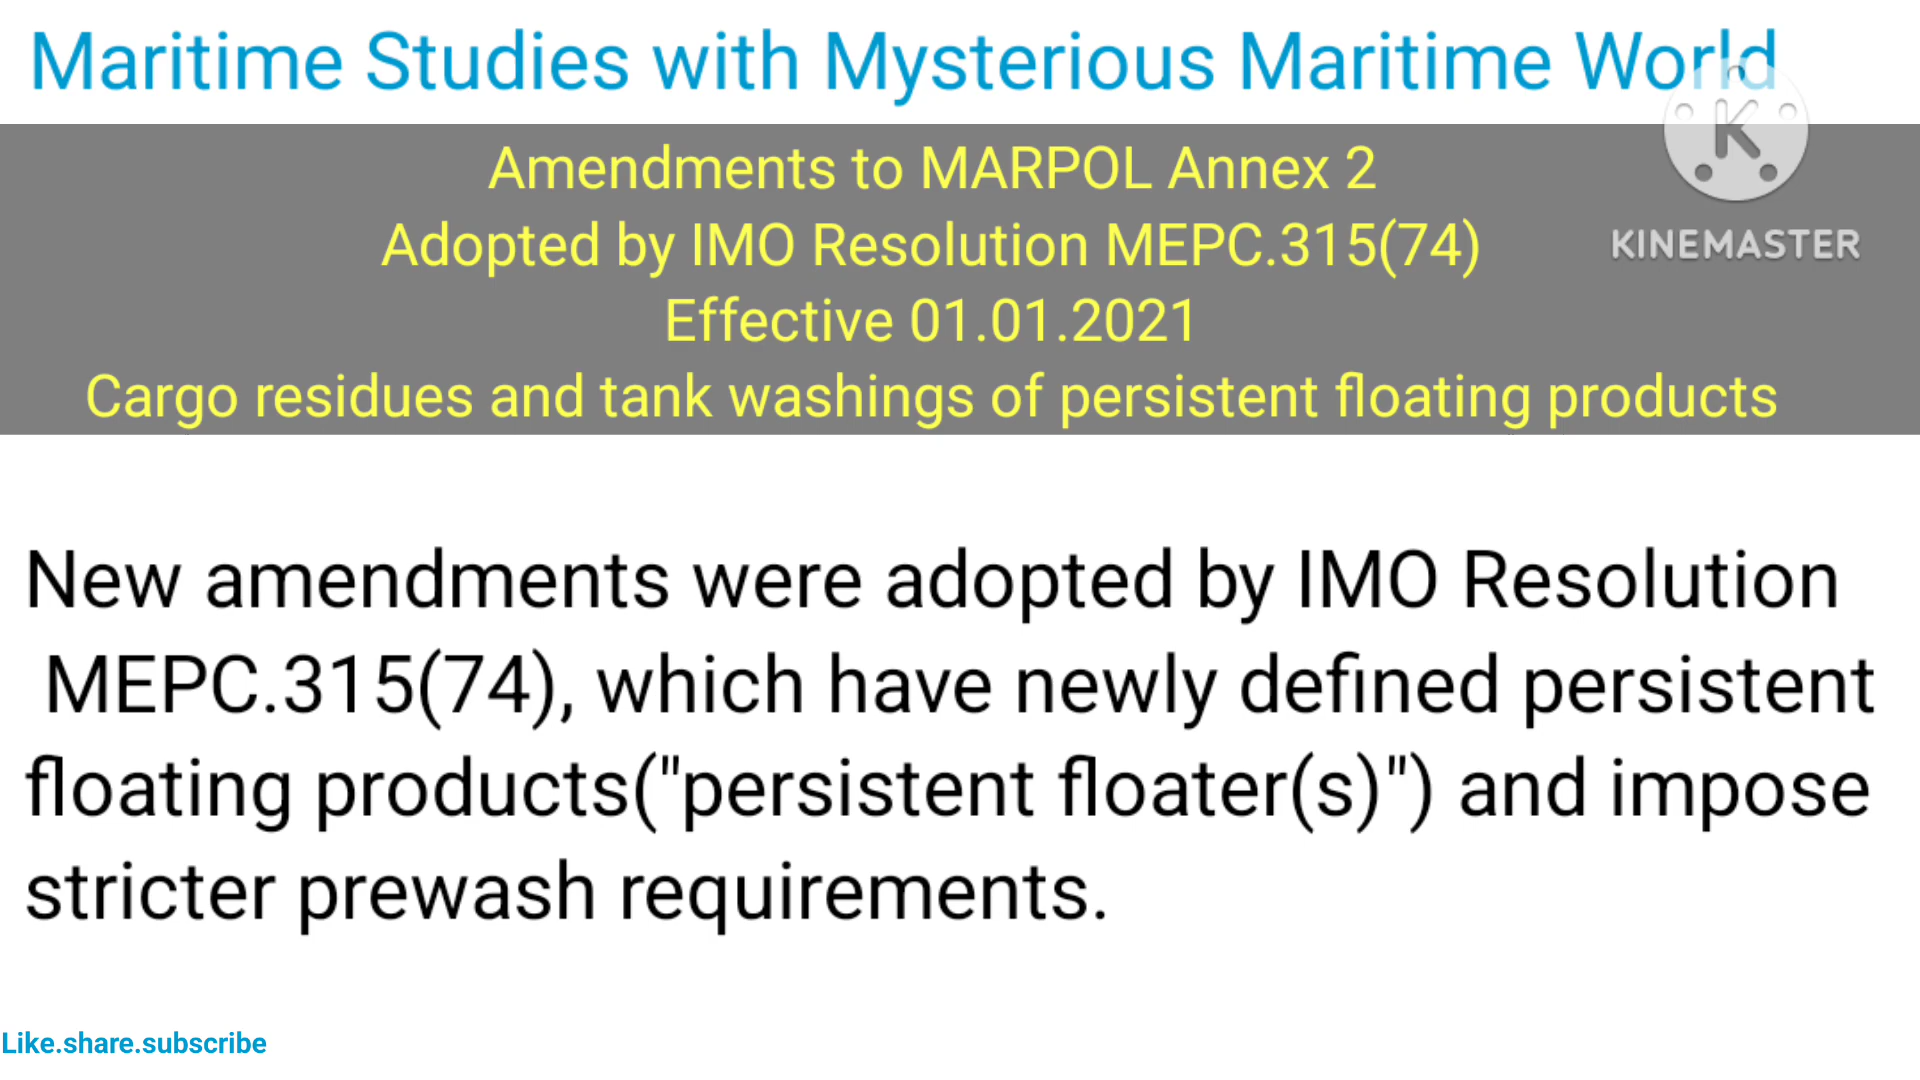 Maritime Studies with Mysterious Maritime World
K
KINEMASTER
Amendments to MARPOL Annex 2
Adopted by IMO Resolution MEPC.315(74)
Effective 01.01.2021
Cargo residues and tank washings of persistent floating products
New amendments were adopted by IMO Resolution
MEPC.315(74), which have newly defined persistent
floating products("persistent floater(s)") and impose
stricter prewash requirements.
Like.share.subscribe